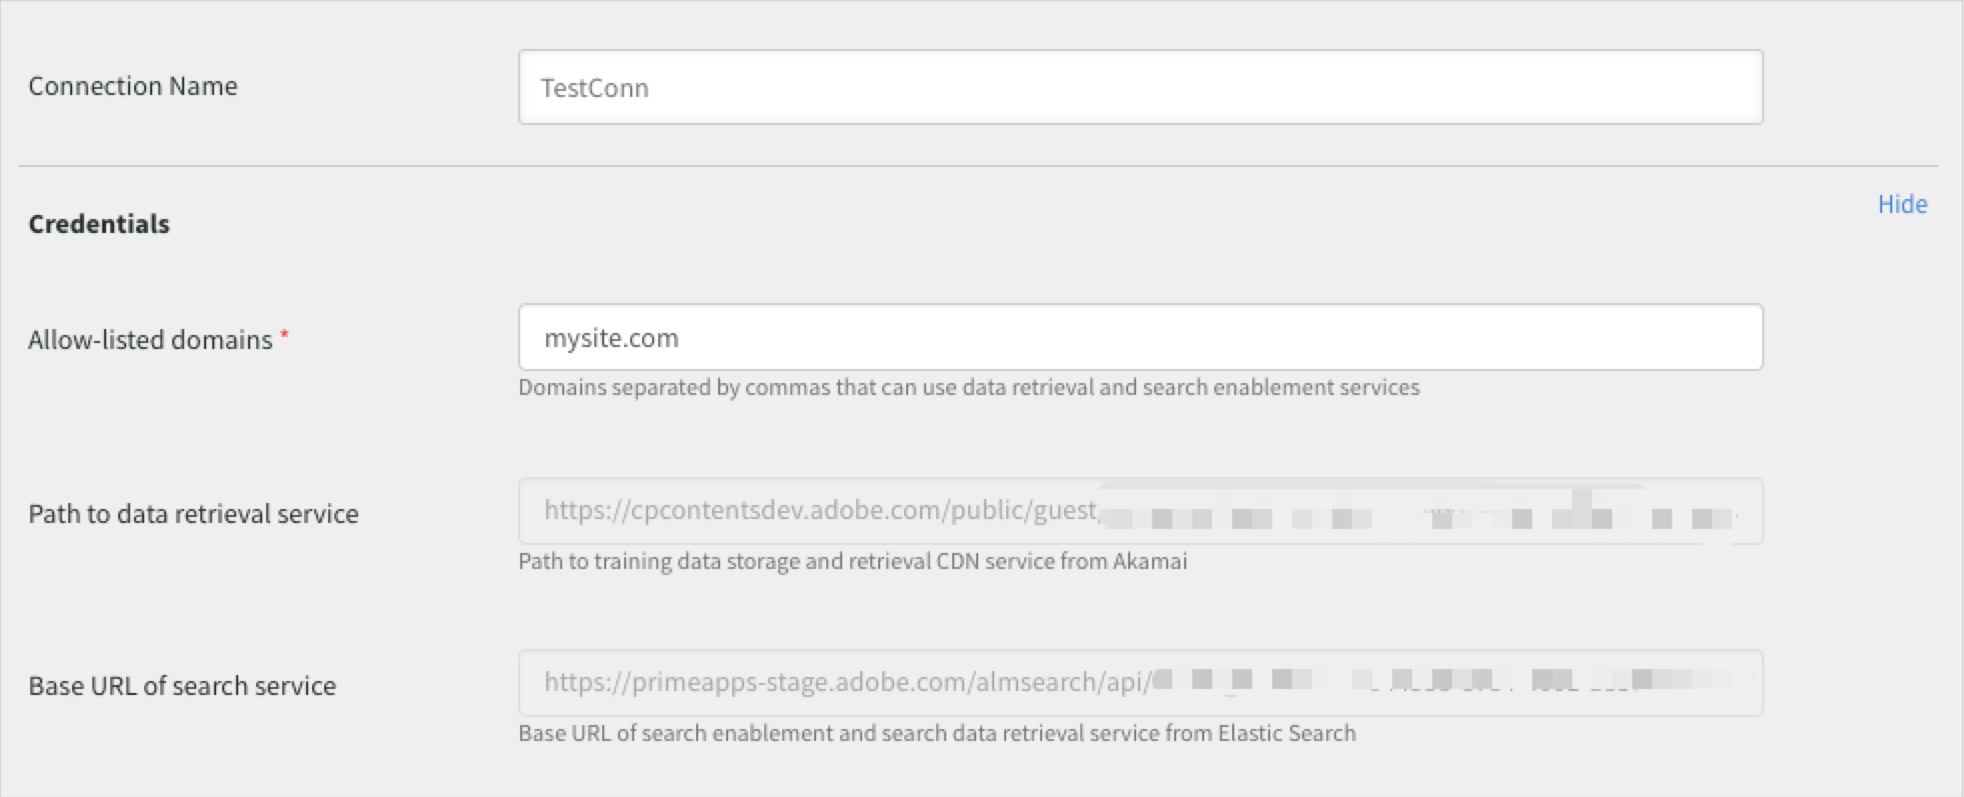 Connection Name
TestConn
Credentials
Hide
Allow-listed domains *
mysite.com
Domains separated by commas that can use data retrieval and search enablement services
Path to data retrieval service
https://cpcontentsdev.adobe.com/public/guest/
Path to training data storage and retrieval CDN service from Akamai
Base URL of search service
https://primeapps-stage.adobe.com/almsearch/api/
Base URL of search enablement and search data retrieval service from Elastic Search